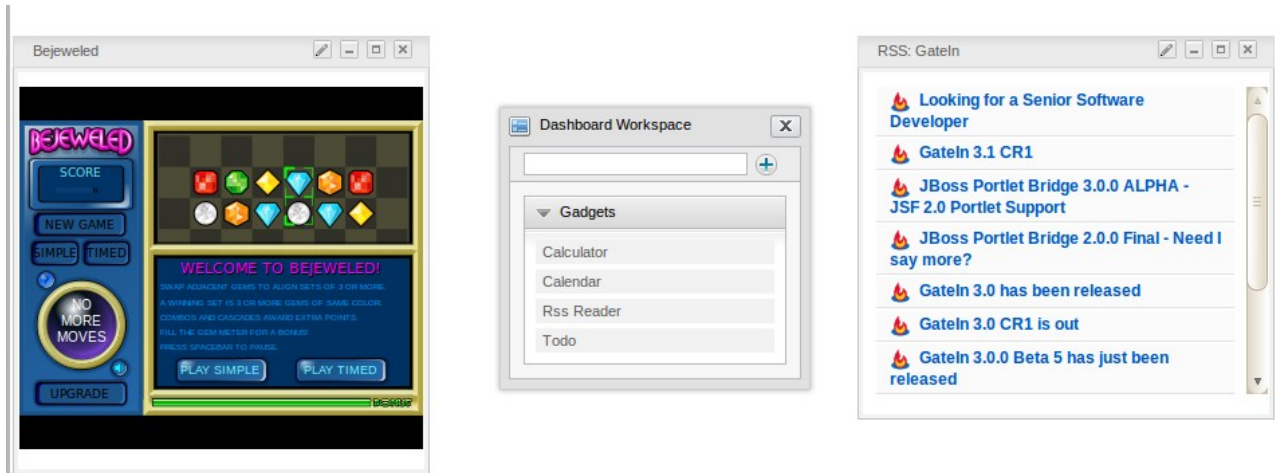 Bejeweled
BEJEWELED
SCORE
NEW GAME
SIMPLE TIMED
NO
MORE
MOVES
UPGRADE
WELCOME TO BEJEWELED!
SWAP ADJACENT GEMS TO ALIGN SETS OF 3 OR MORE.
A WINNING SET IS 3 OR MORE GEMS OF SAME COLOR.
COMBOS AND CASCADES AWARD EXTRA POINTS.
FILL THE GEM METER FOR A BONUS!
PRESS SPACEBAR TO PAUSE.
PLAY SIMPLE PLAY TIMED
BONUS
Dashboard Workspace
Gadgets
Calculator
Calendar
Rss Reader
Todo
RSS: GateIn
Looking for a Senior Software
Developer
GateIn 3.1 CR1
JBoss Portlet Bridge 3.0.0 ALPHA -
JSF 2.0 Portlet Support
JBoss Portlet Bridge 2.0.0 Final - Need I
say more?
GateIn 3.0 has been released
GateIn 3.0 CR1 is out
GateIn 3.0.0 Beta 5 has just been
released